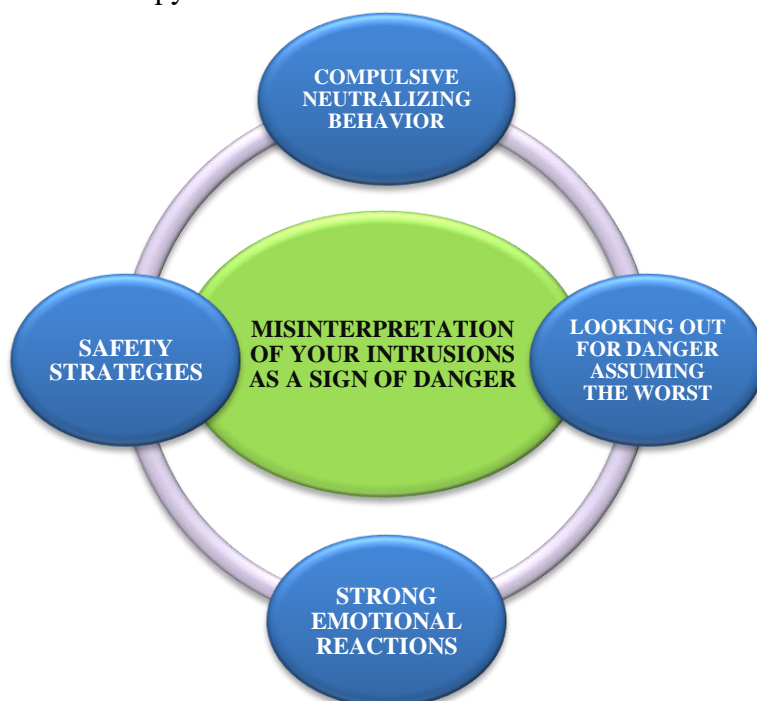 COMPULSIVE
NEUTRALIZING
BEHAVIOR
MISINTERPRETATION
OF YOUR INTRUSIONS
AS A SIGN OF DANGER
SAFETY
STRATEGIES
LOOKING OUT
FOR DANGER
ASSUMING
THE WORST
STRONG
EMOTIONAL
REACTIONS